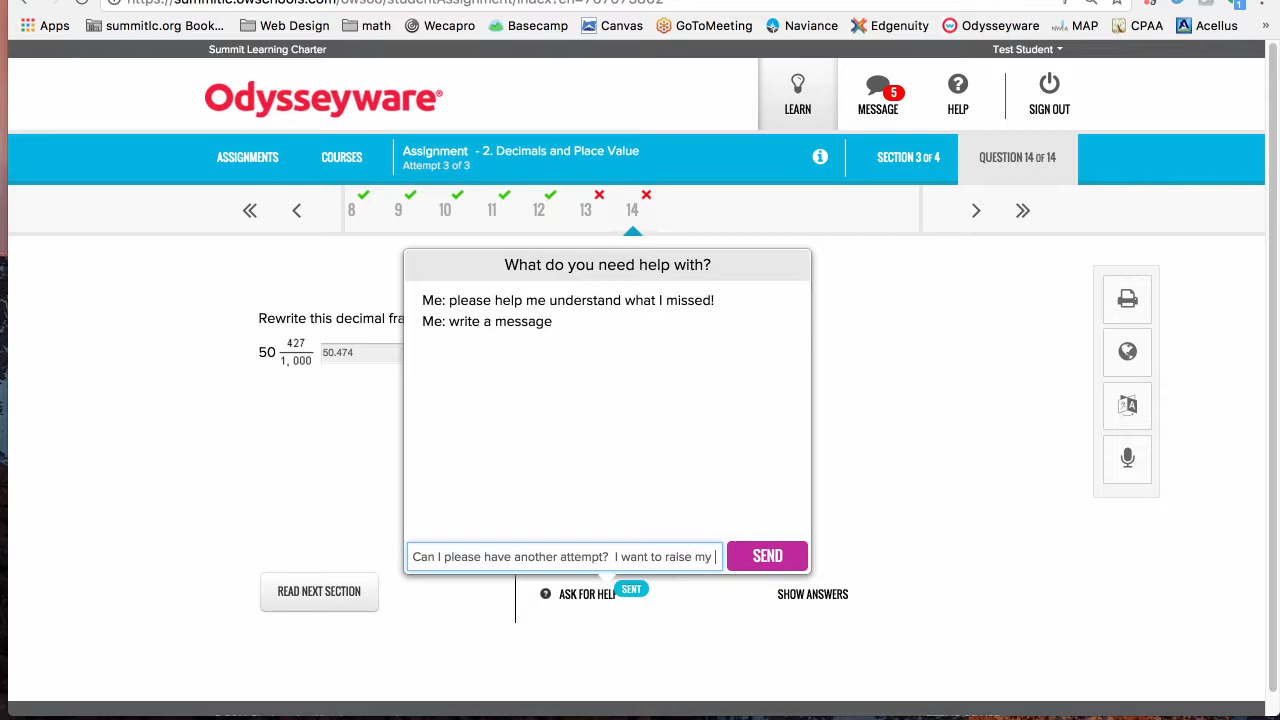 Apps
summitlc.org Book...
Web Design
math
Wecapro
Basecamp
Canvas
GoToMeeting
Naviance
Edgenuity
Odysseyware
MAP
CPAA
Acellus
»
Summit Learning Charter
Test Student
Odysseyware®
LEARN
MESSAGE
5
HELP
SIGN OUT
ASSIGNMENTS
COURSES
Assignment - 2. Decimals and Place Value
Attempt 3 of 3
SECTION 3 OF 4
QUESTION 14 OF 14
8
9
10
11
12
13
14
What do you need help with?
Me: please help me understand what I missed!
Me: write a message
Rewrite this decimal fra
50 427
1, 000
50.474
Can I please have another attempt? I want to raise my
SEND
READ NEXT SECTION
ASK FOR HELP
SENT
SHOW ANSWERS